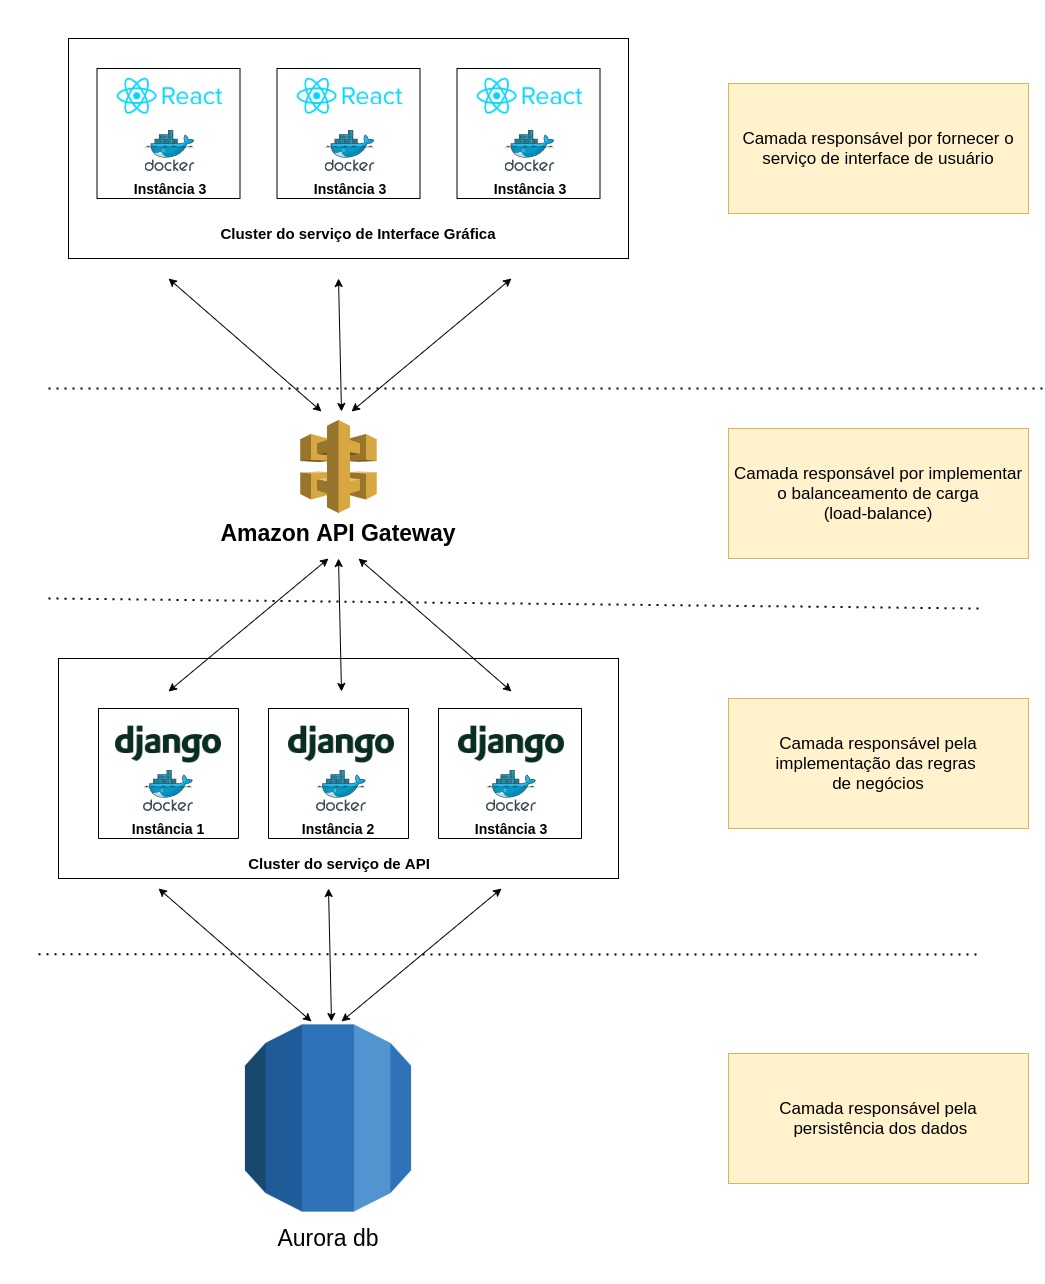 React
React
React
docker
docker
docker
Instância 3
Instância 3
Instância 3
Cluster do serviço de Interface Gráfica
Camada responsável por fornecer o
serviço de interface de usuário
Amazon API Gateway
Camada responsável por implementar
o balanceamento de carga
(load-balance)
django
django
django
docker
docker
docker
Instância 1
Instância 2
Instância 3
Cluster do serviço de API
Camada responsável pela
implementação das regras
de negócios
Aurora db
Camada responsável pela
persistência dos dados